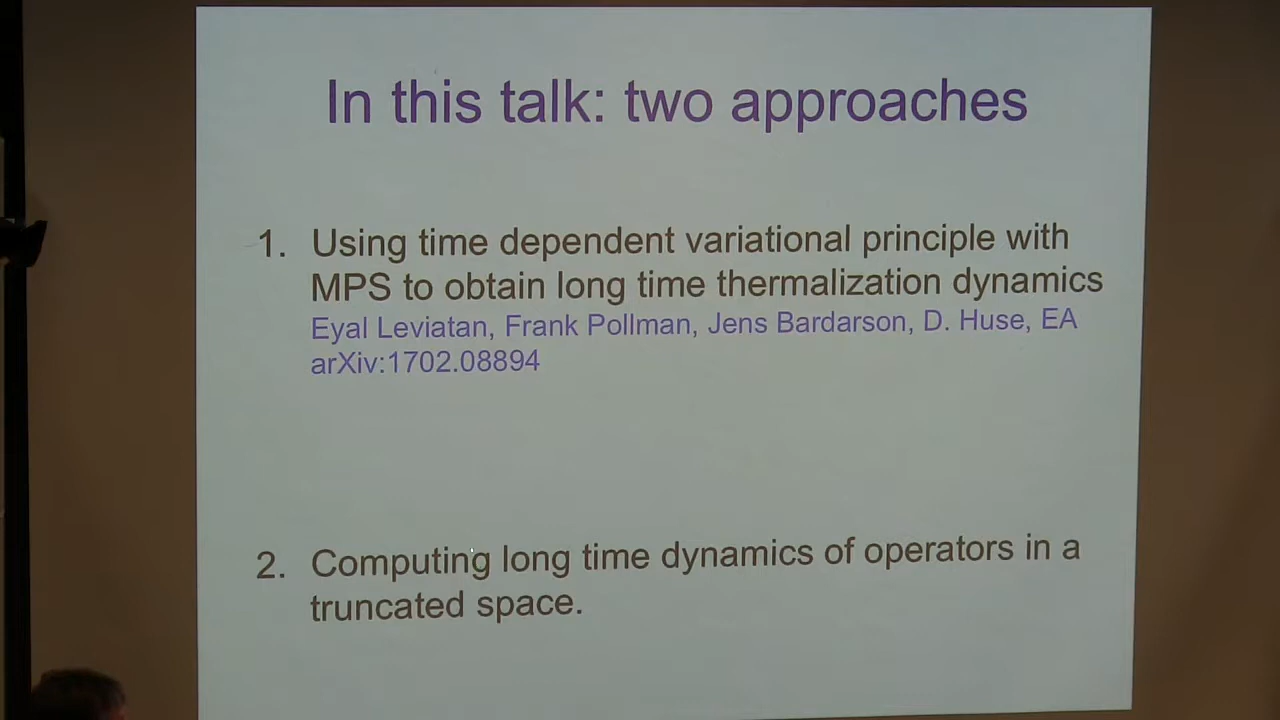 In this talk: two approaches
1. Using time dependent variational principle with
MPS to obtain long time thermalization dynamics
Eyal Leviatan, Frank Pollman, Jens Bardarson, D. Huse, EA
arXiv:1702.08894
2. Computing long time dynamics of operators in a
truncated space.